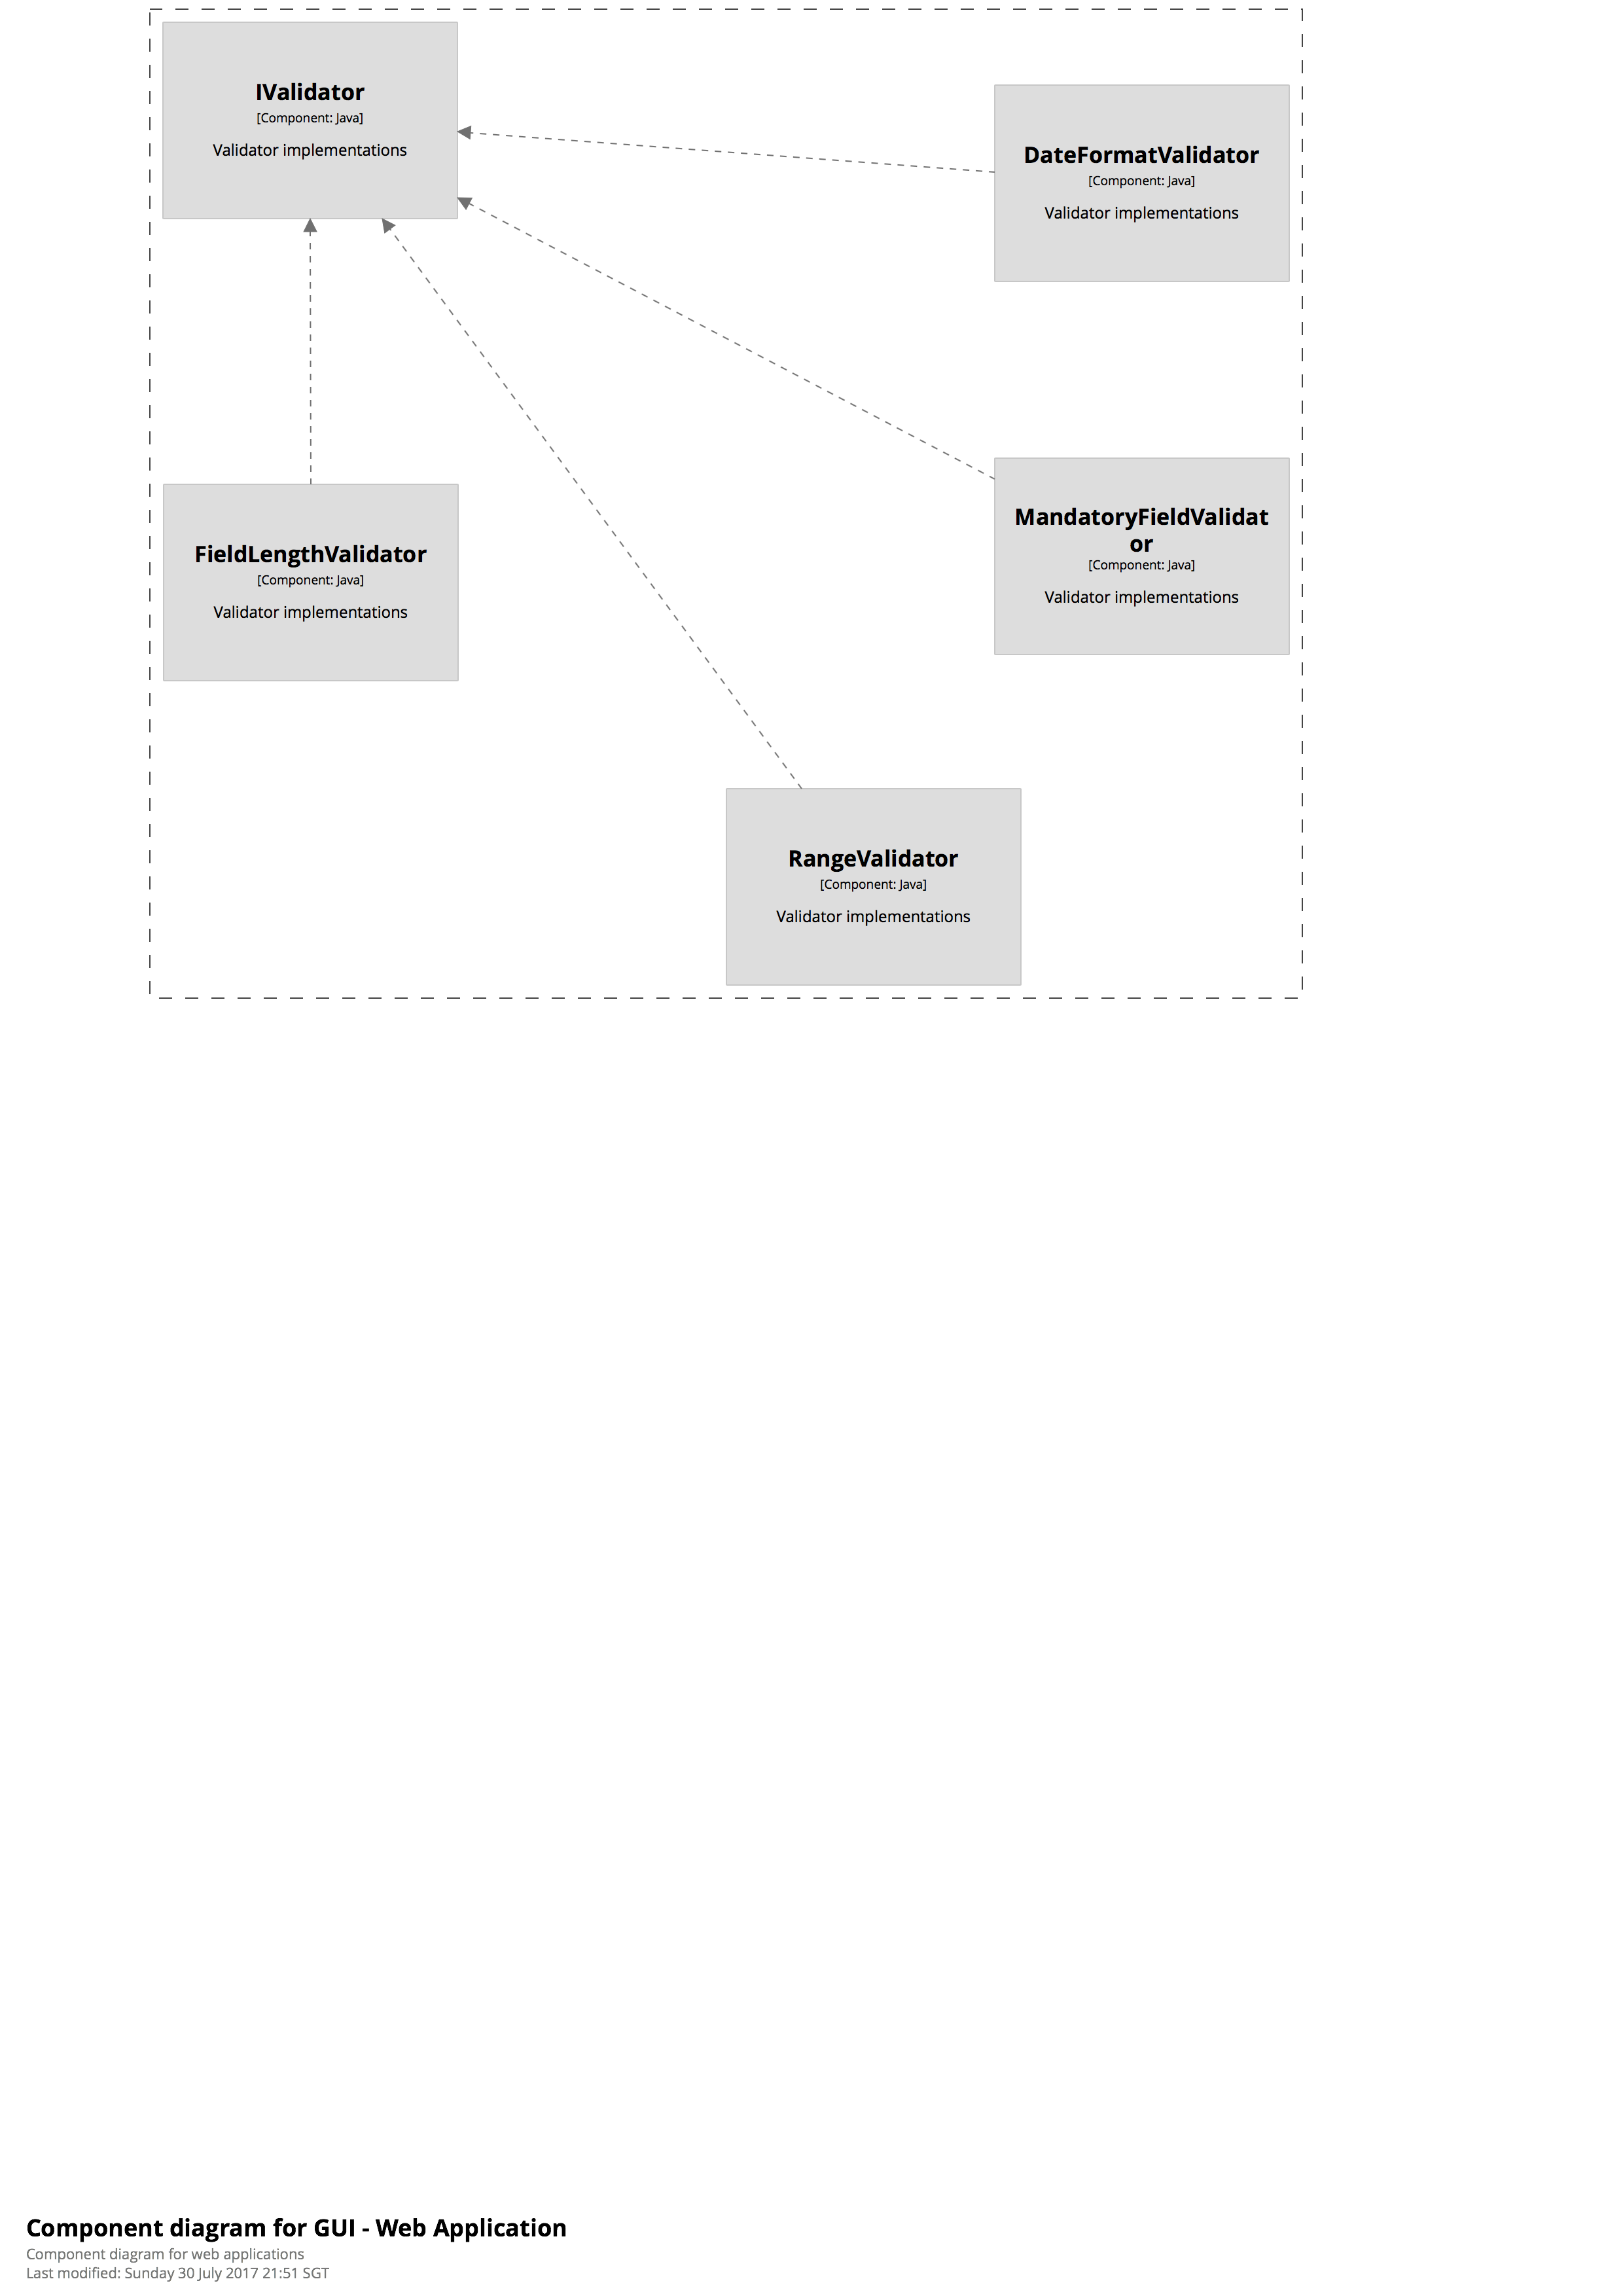 IValidator
[Component: Java]
Validator implementations
DateFormatValidator
[Component: Java]
Validator implementations
FieldLengthValidator
[Component: Java]
Validator implementations
MandatoryFieldValidat
or
[Component: Java]
Validator implementations
RangeValidator
[Component: Java]
Validator implementations
Component diagram for GUI - Web Application
Component diagram for web applications
Last modified: Sunday 30 July 2017 21:51 SGT